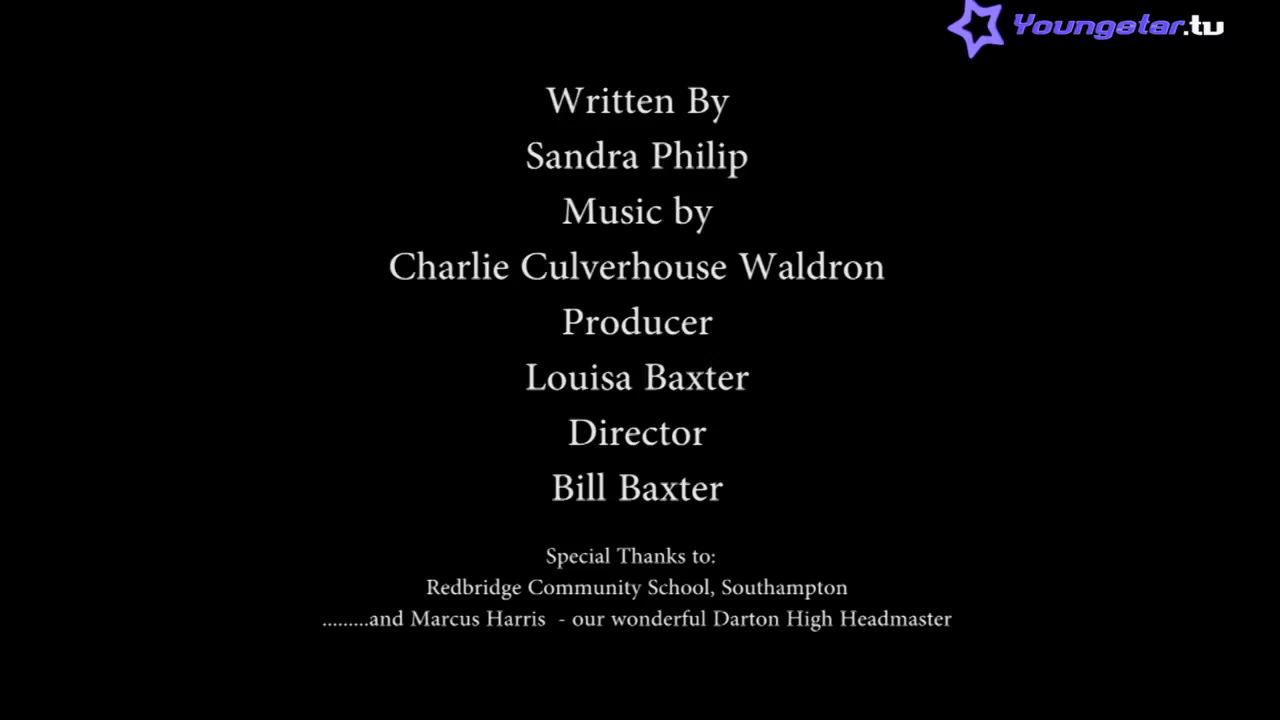 Youngstar.tv
Written By
Sandra Philip
Music by
Charlie Culverhouse Waldron
Producer
Louisa Baxter
Director
Bill Baxter
Special Thanks to:
Redbridge Community School, Southampton
.........and Marcus Harris - our wonderful Darton High Headmaster